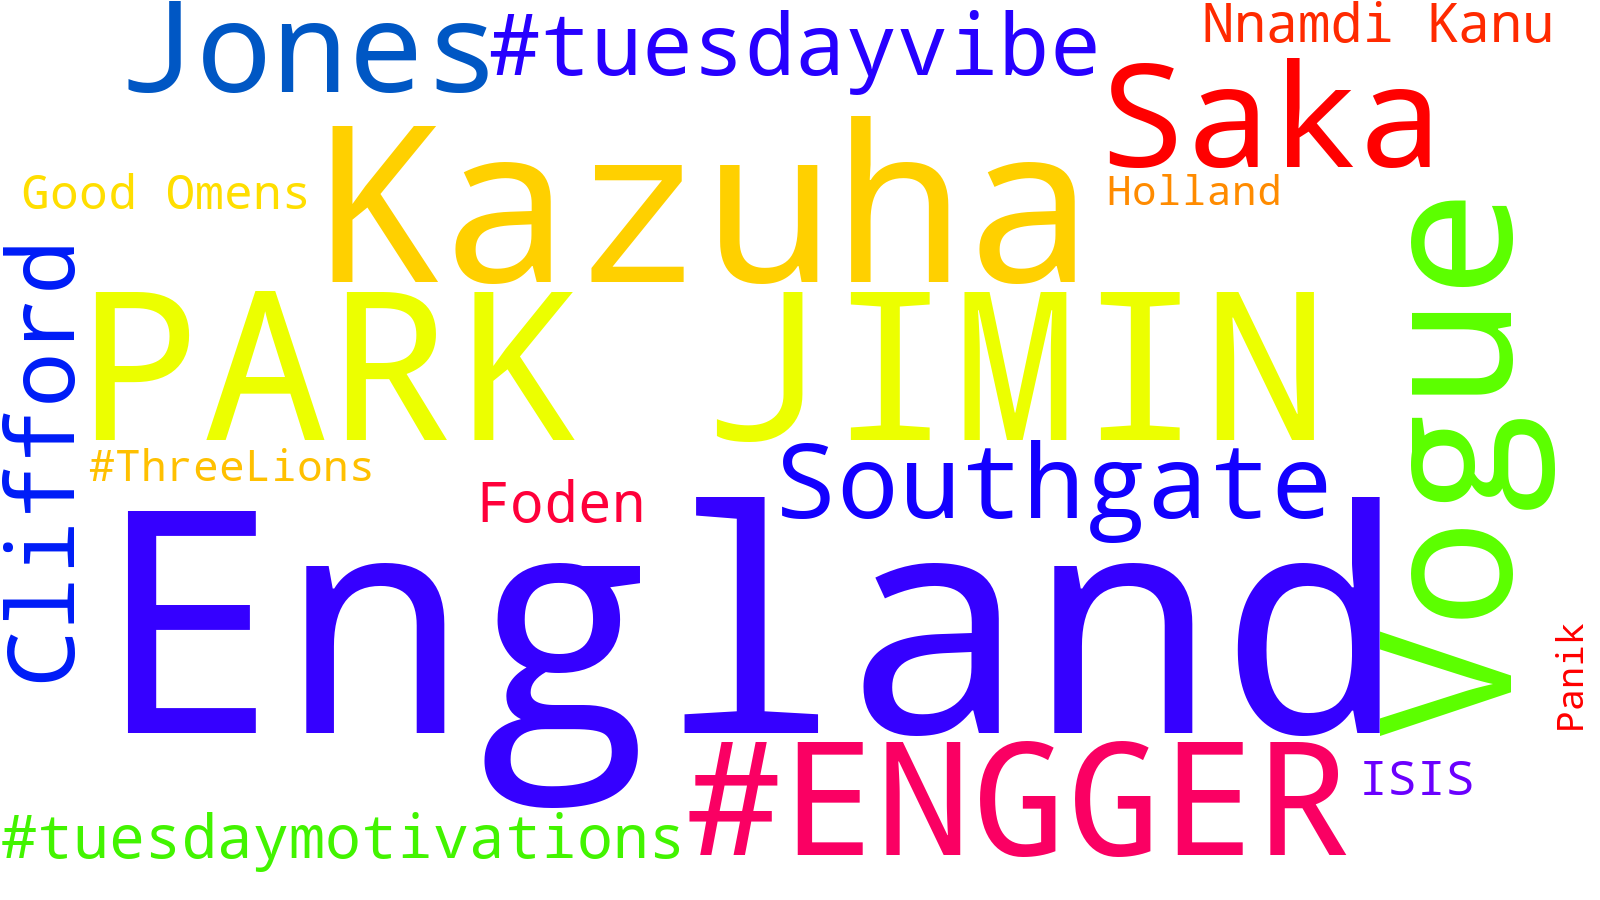 Jones
#tuesdayvibe
Nnamdi Kanu
Saka
Kazuha
Good Omens
Holland
Vogue
Clifford
PARK JIMIN
#ThreeLions
Southgate
Foden
England
Panik
#ENGGER
ISIS
#tuesdaymotivations